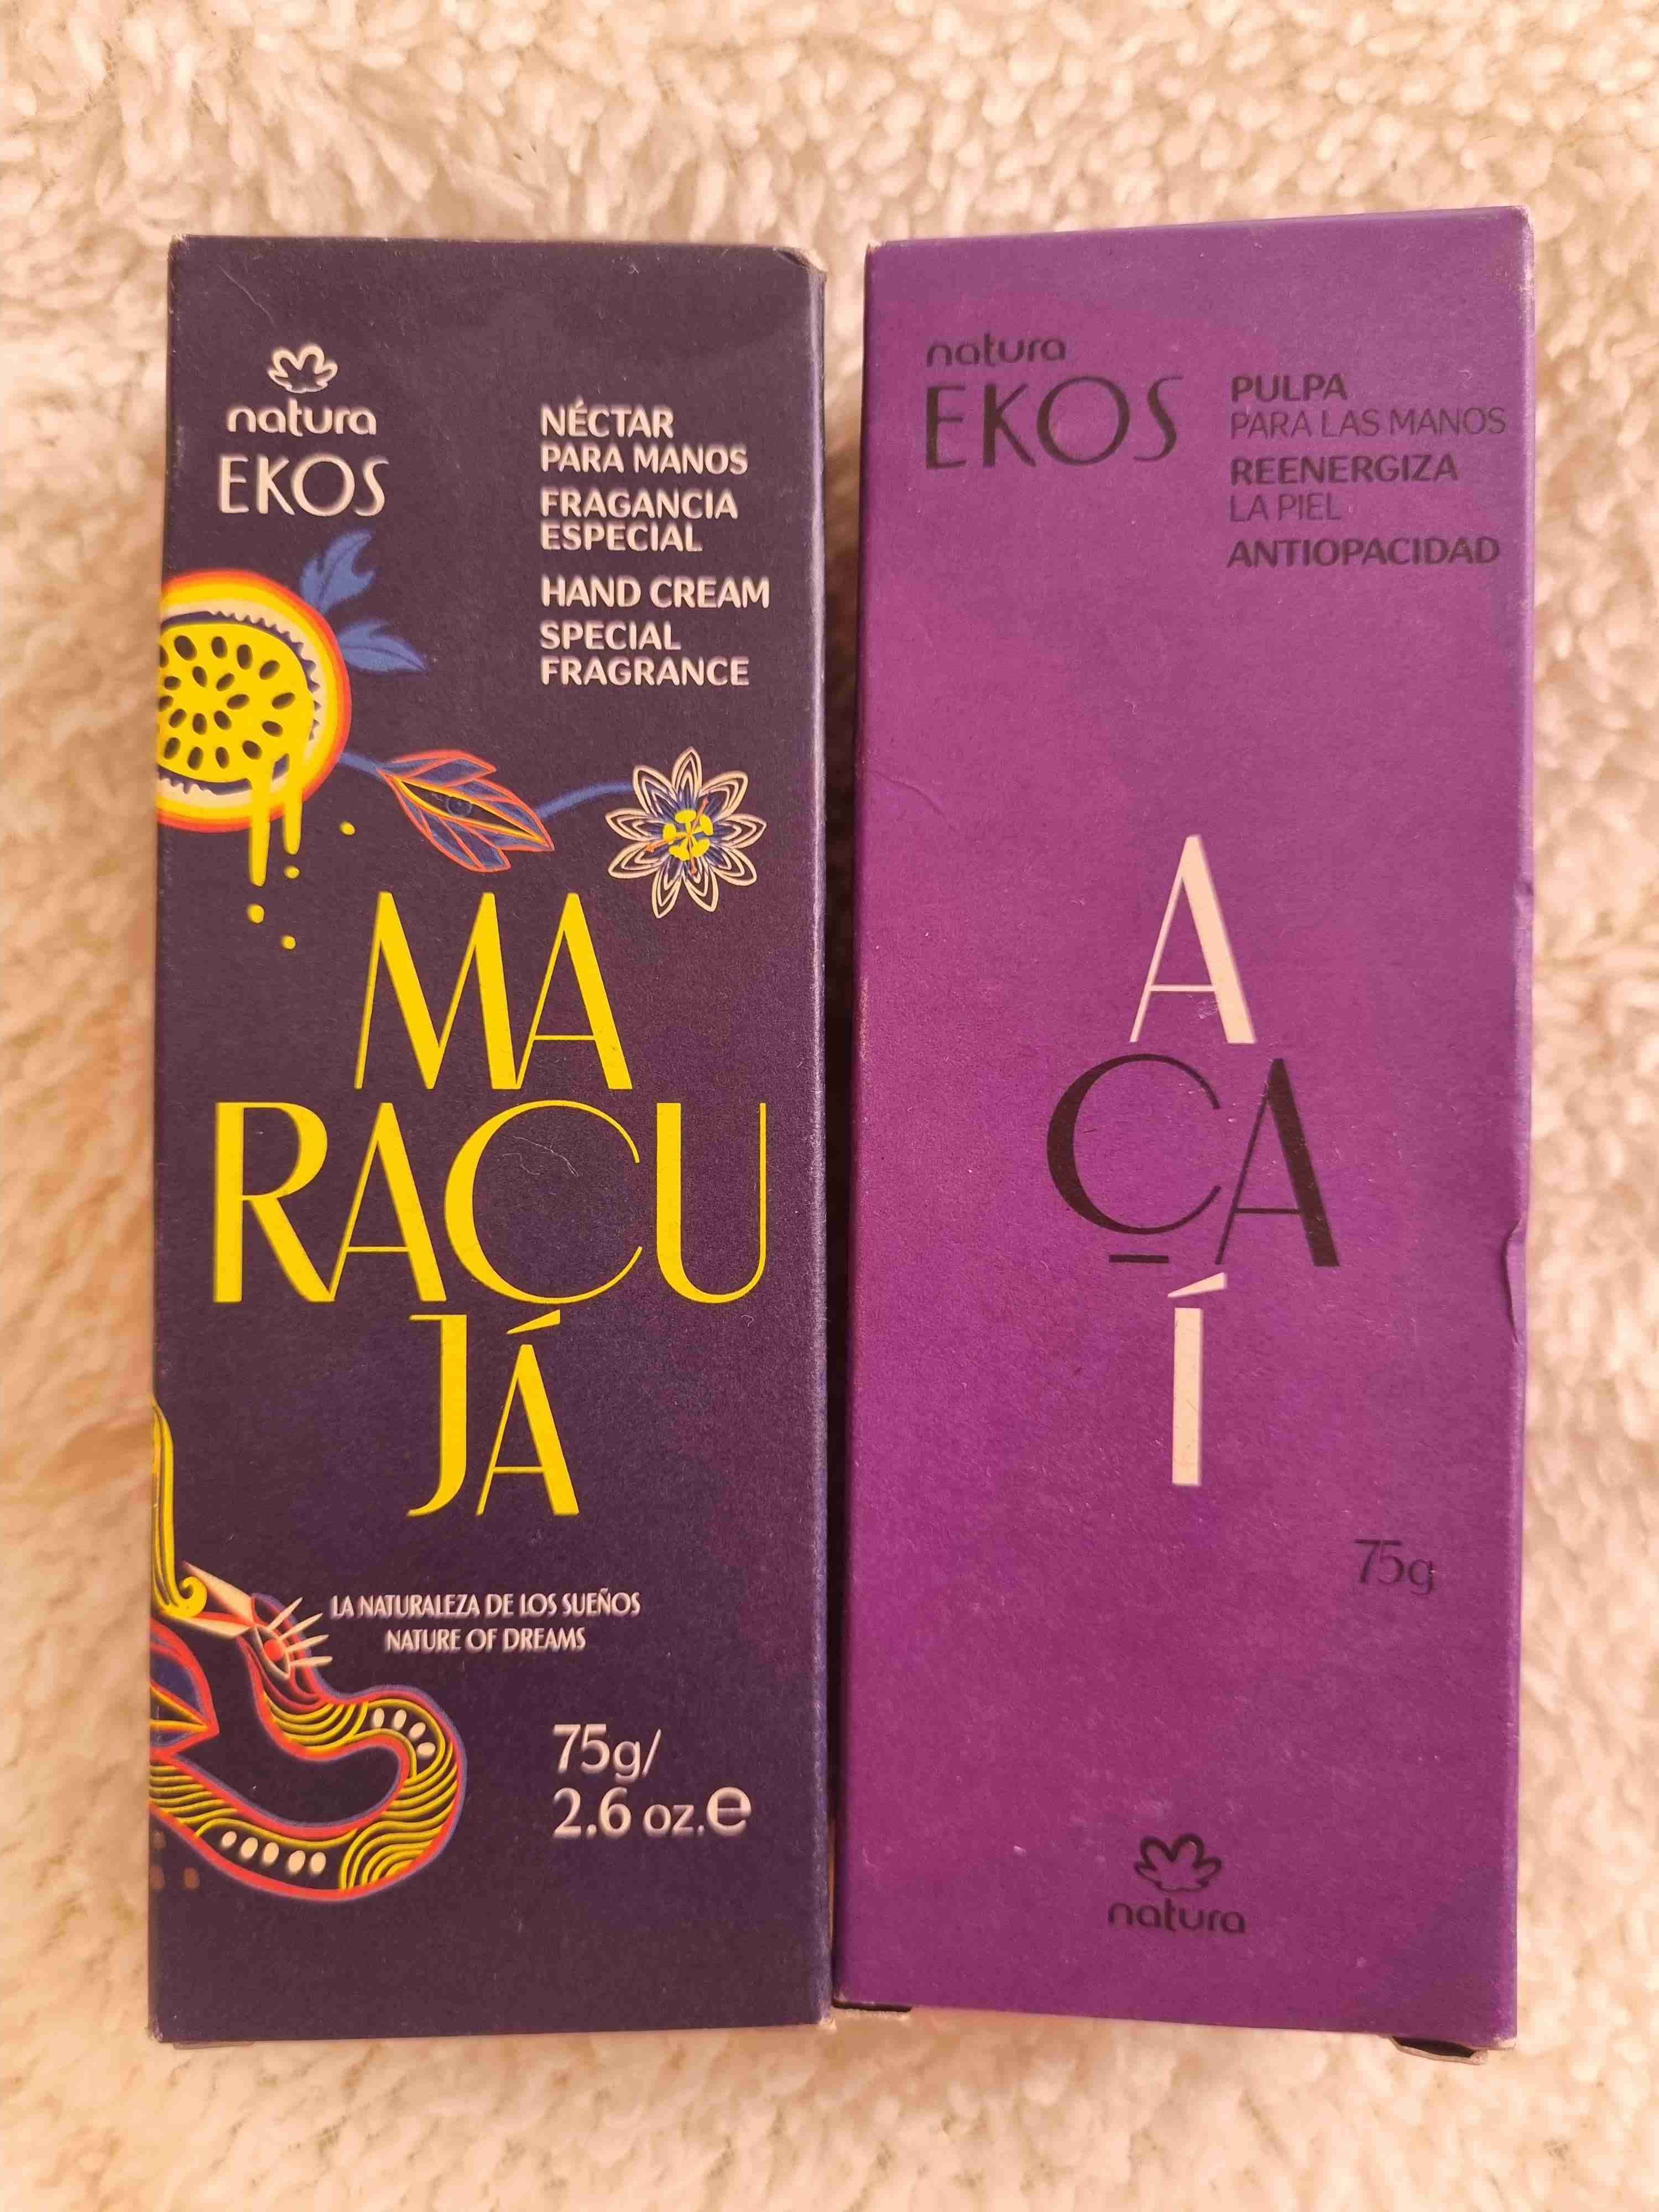 natura
EKOS
NÉCTAR
PARA MANOS
FRAGANCIA
ESPECIAL
HAND CREAM
SPECIAL
FRAGRANCE
MA
RACU
JÁ
LA NATURALEZA DE LOS SUEÑOS
NATURE OF DREAMS
75g/
2.6 oz.e
natura
EKOS
PULPA
PARA LAS MANOS
REENERGIZA
LA PIEL
ANTIOPACIDAD
A
ÇA
Í
75g
natura